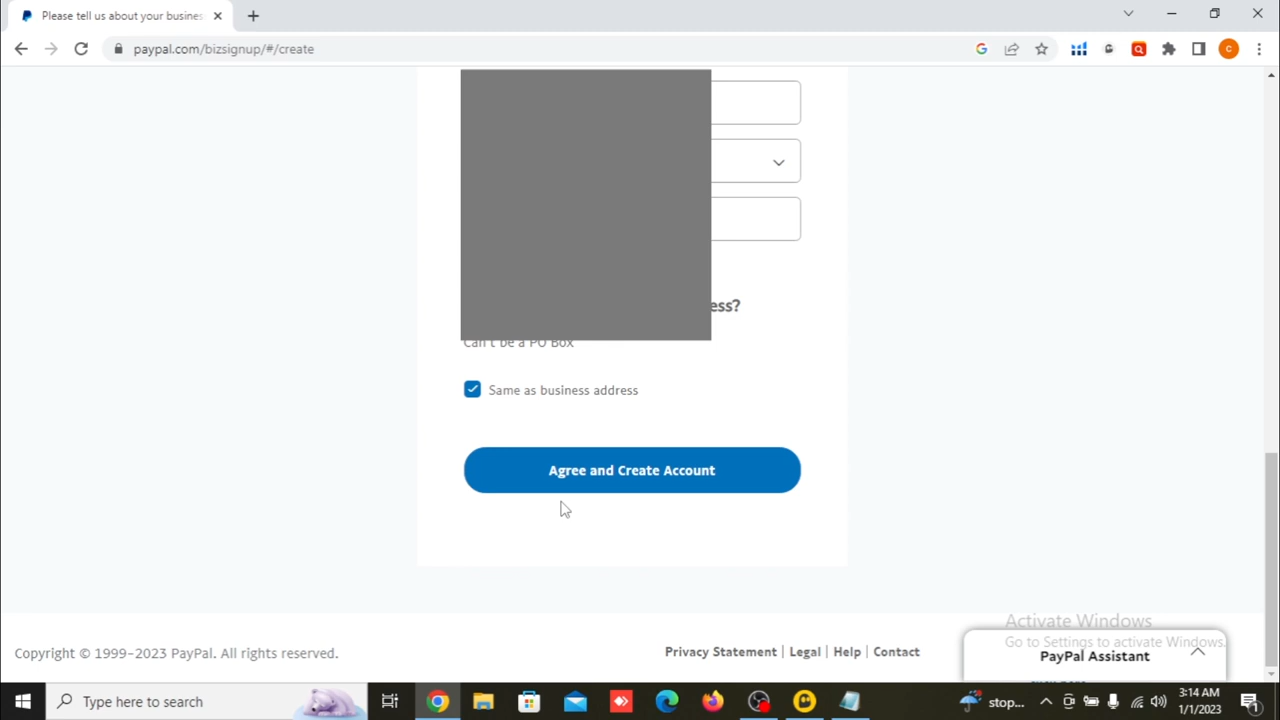 Please tell us about your busines
paypal.com/bizsignup/#/create
C
ess?
Can't be a PO Box
Same as business address
Agree and Create Account
Activate Windows
Go to Settings to activate Windows.
Copyright © 1999–2023 PayPal. All rights reserved.
Privacy Statement | Legal | Help | Contact
PayPal Assistant
Type here to search
stop...
3:14 AM
1/1/2023
1